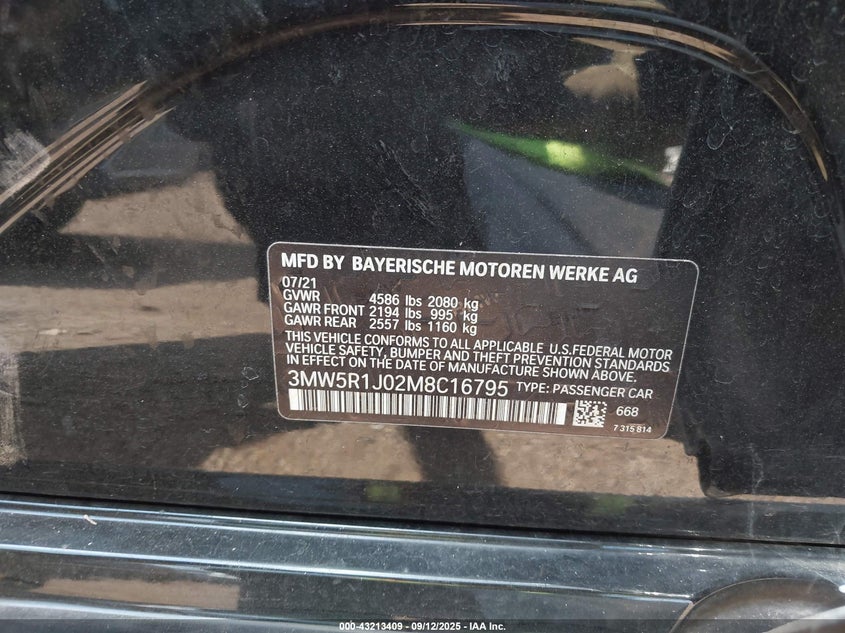 MFD BY BAYERISCHE MOTOREN WERKE AG
07/21
GVWR 4586 lbs 2080 kg
GAWR FRONT 2194 lbs 995 kg
GAWR REAR 2557 lbs 1160 kg
THIS VEHICLE CONFORMS TO ALL APPLICABLE U.S.FEDERAL MOTOR
VEHICLE SAFETY, BUMPER AND THEFT PREVENTION STANDARDS
IN EFFECT ON THE DATE OF MANUFACTURE SHOWN ABOVE.
3MW5R1J02M8C16795 TYPE: PASSENGER CAR
668
7 315 814
000-43213409 - 09/12/2025 - IAA Inc.